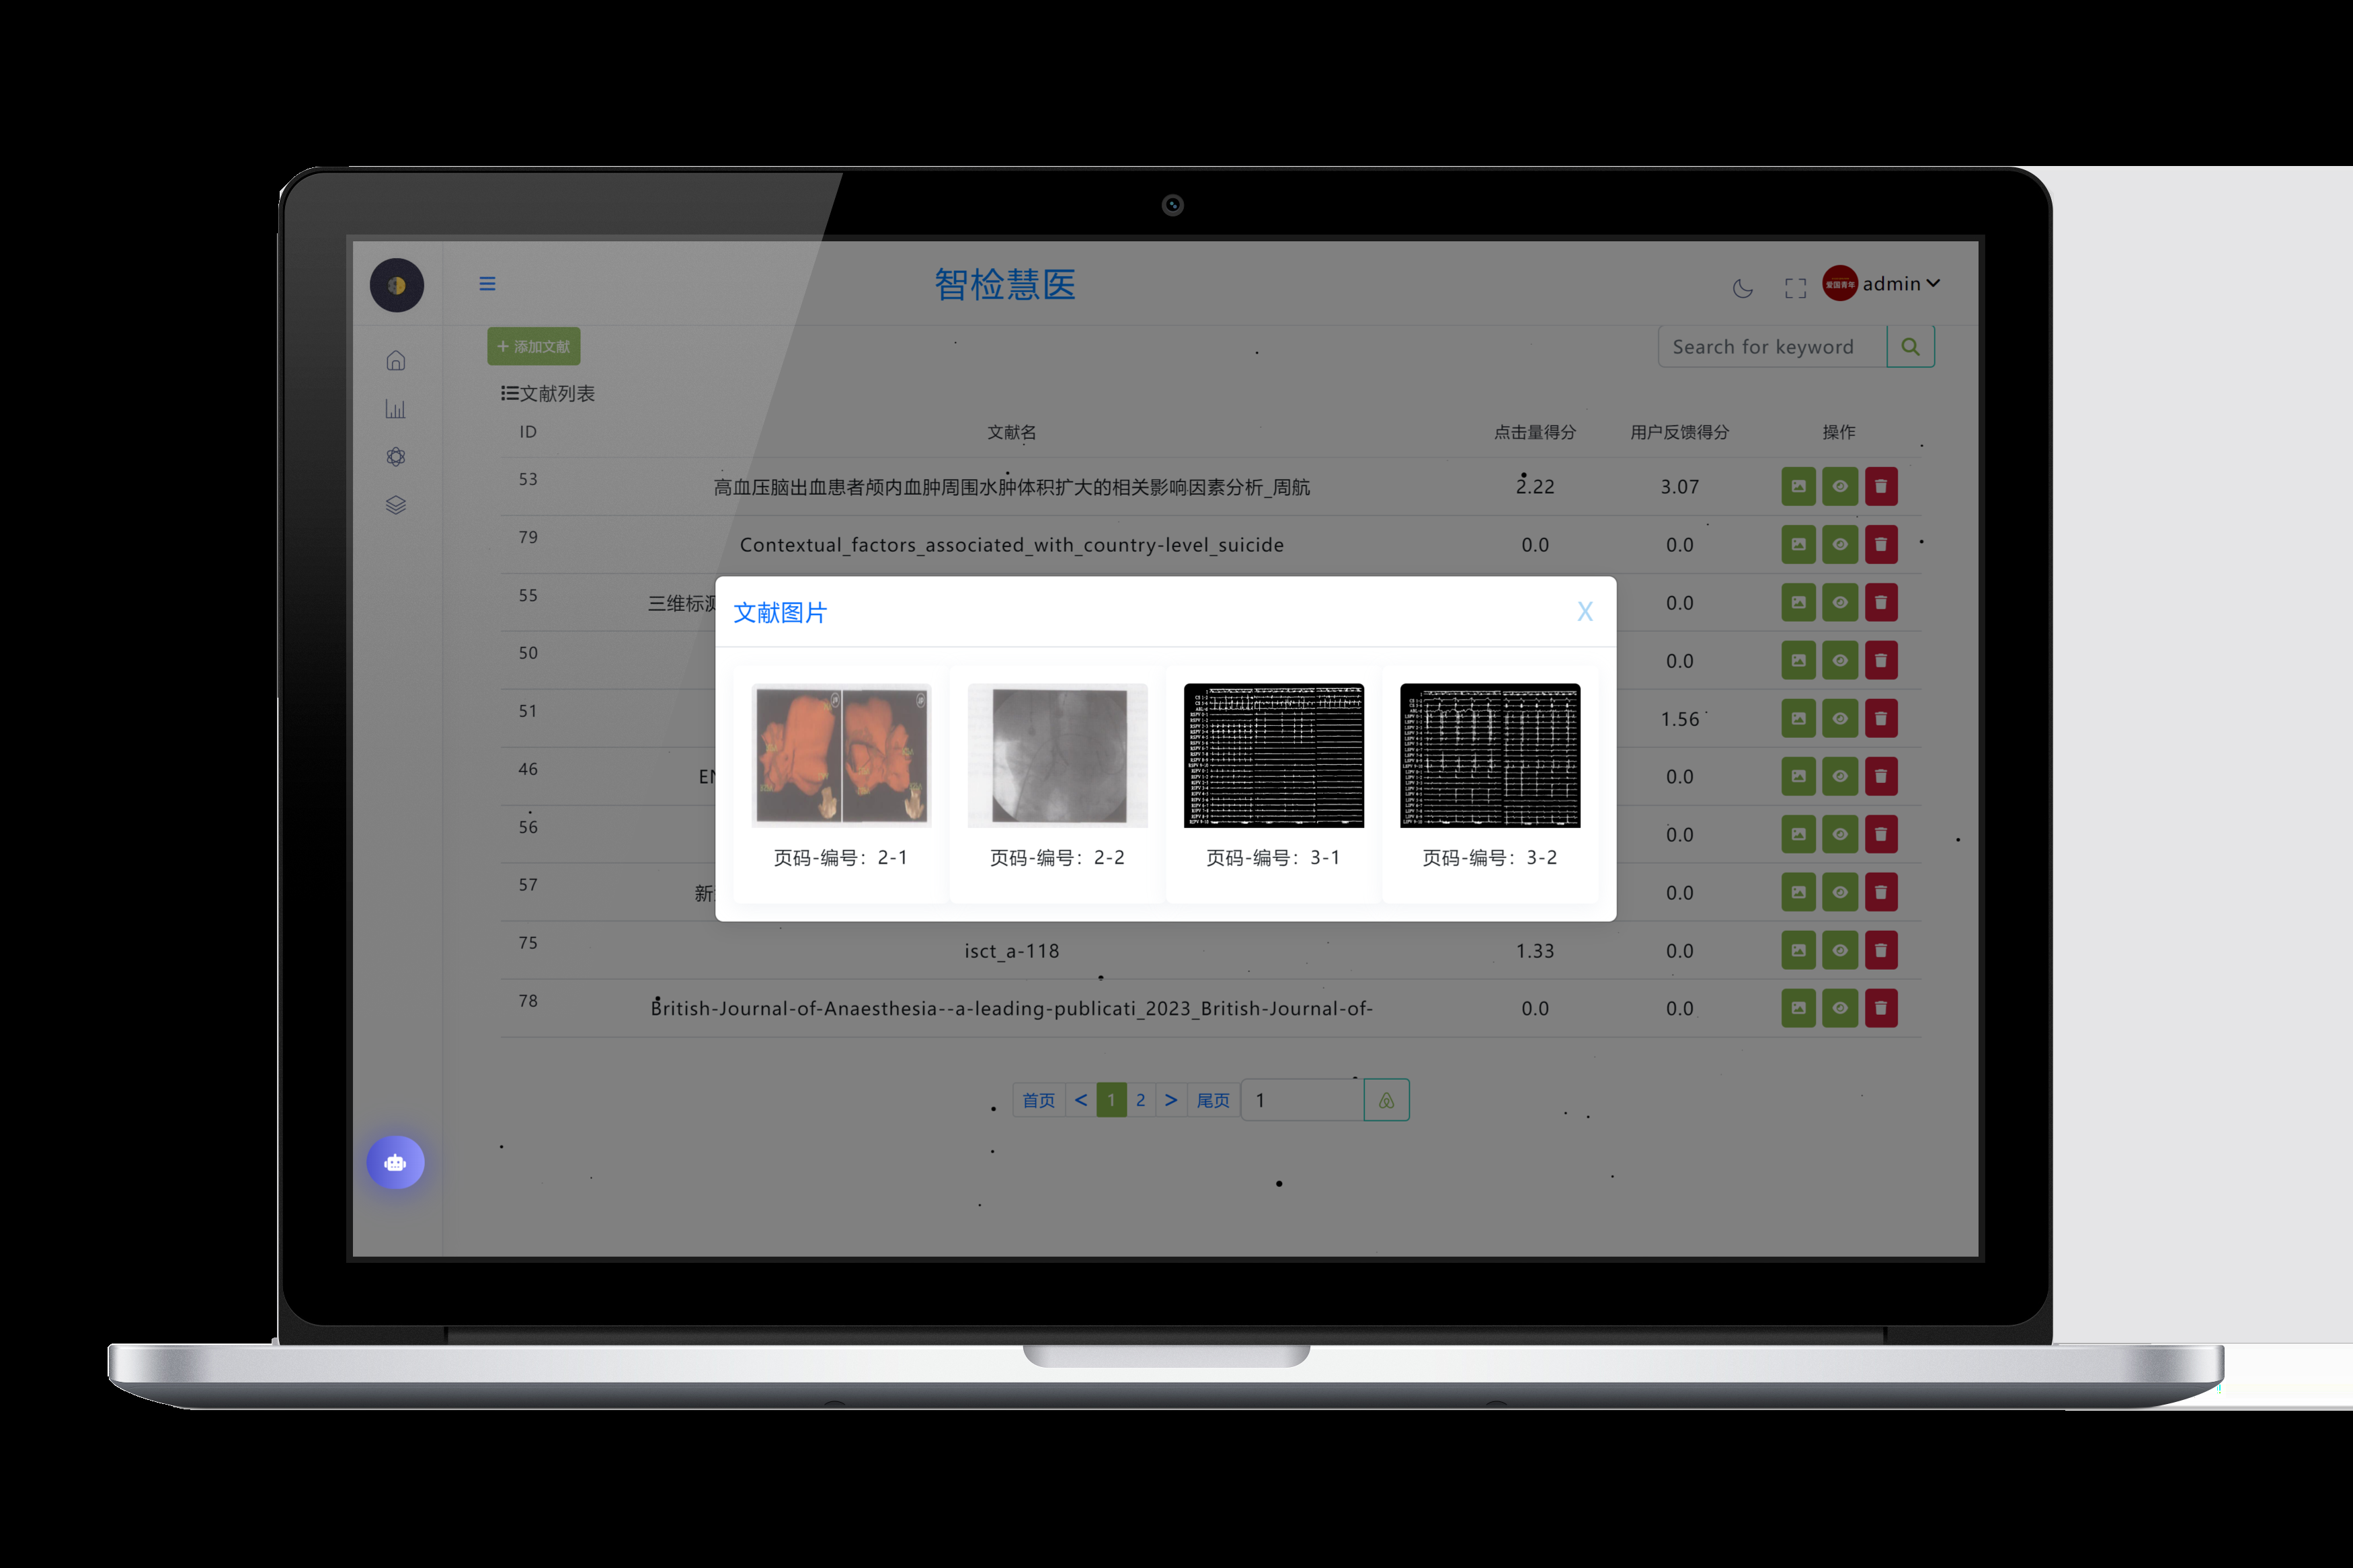 智检慧医
爱国青年 admin
+ 添加文献
Search for keyword
文献列表
ID 文献名 点击量得分 用户反馈得分 操作
53 高血压脑出血患者颅内血肿周围水肿体积扩大的相关影响因素分析_周航 2.22 3.07
79 Contextual_factors_associated_with_country-level_suicide 0.0 0.0
55 三维标测 0.0
50 0.0
51 1.56
46 0.0
56 0.0
57 新 0.0
文献图片 X
页码-编号：2-1
页码-编号：2-2
页码-编号：3-1
页码-编号：3-2
75 isct_a-118 1.33 0.0
78 British-Journal-of-Anaesthesia--a-leading-publicati_2023_British-Journal-of- 0.0 0.0
首页 < 1 2 > 尾页 1